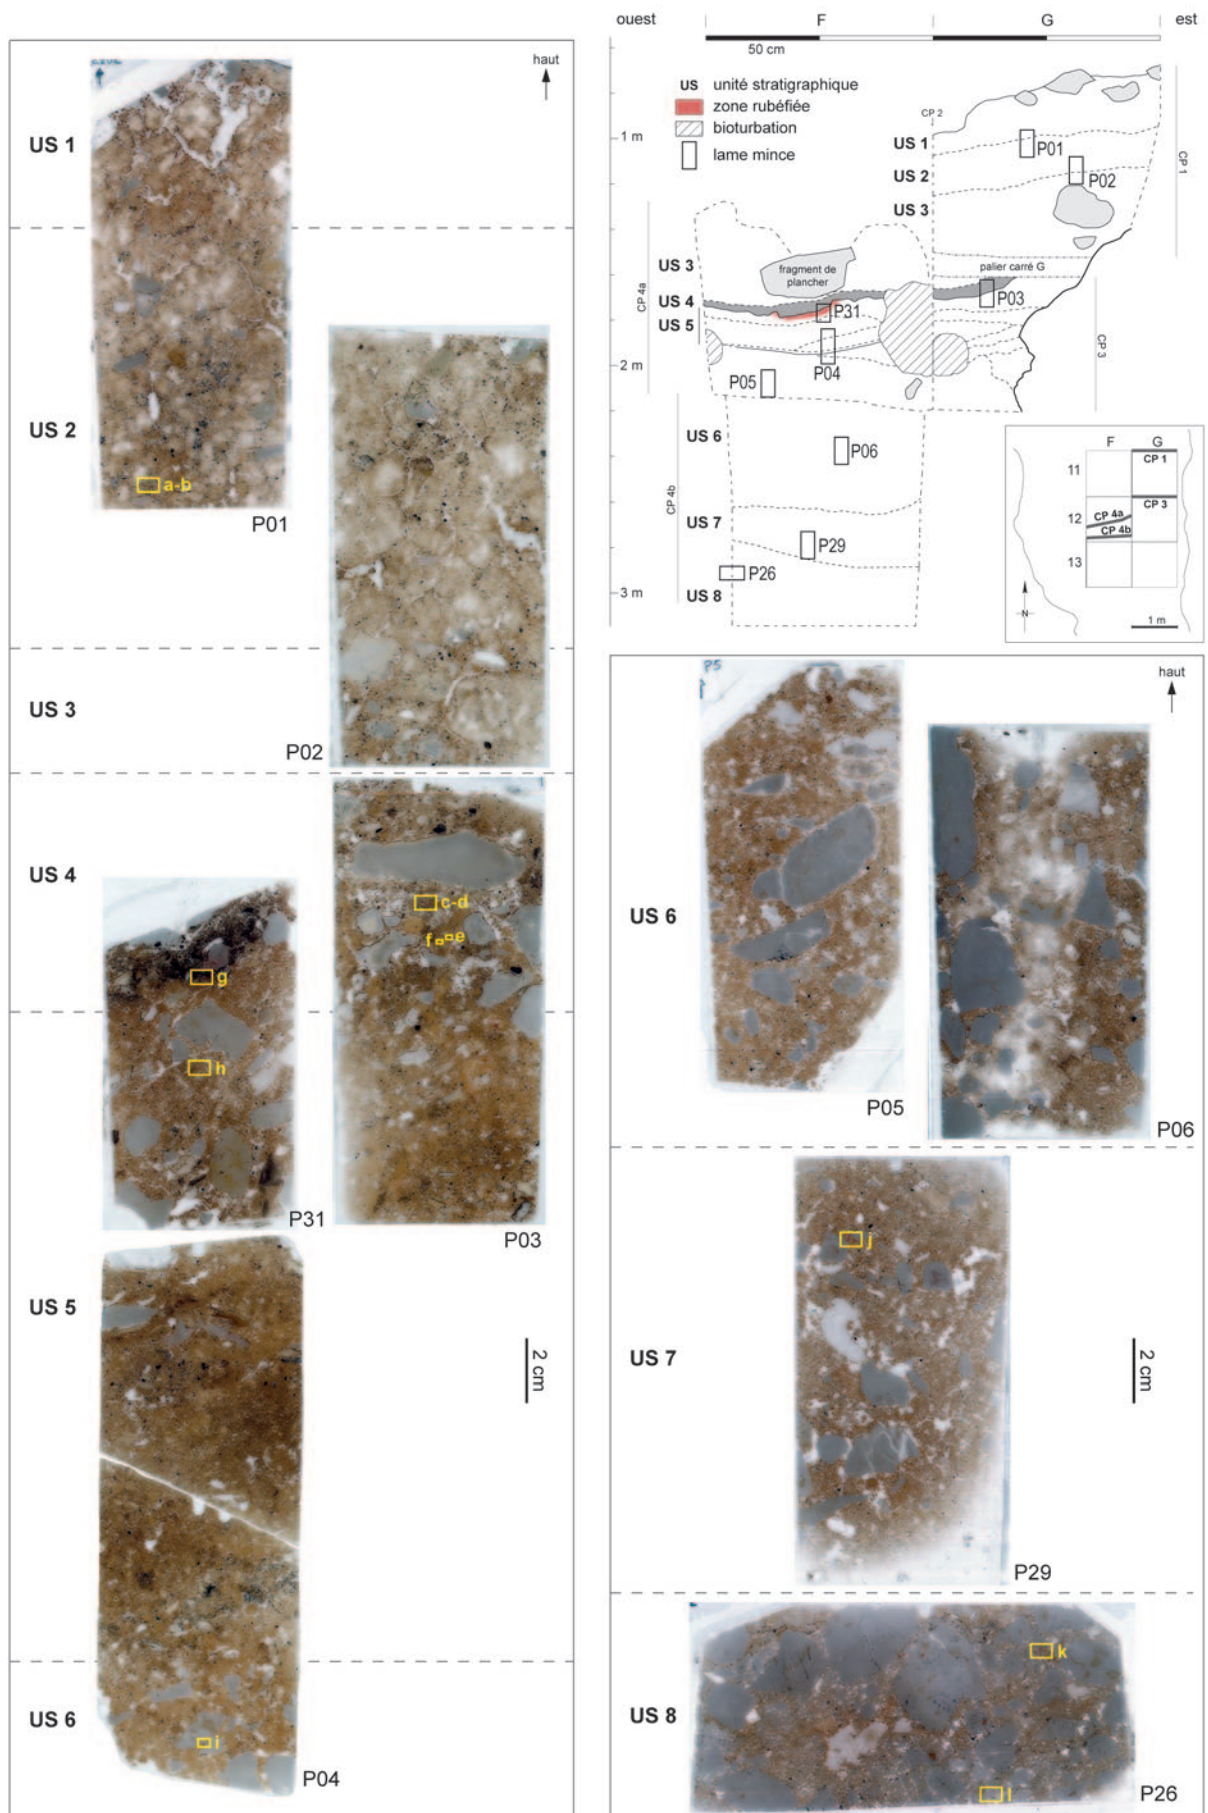 haut
US 1
a-b
P01
US 2
US 3
P02
US 4
c-d
f
e
g
h
P31
P03
US 5
2 cm
US 6
i
P04
ouest
F
G
est
50 cm
US unité stratigraphique
zone rubéfiée
bioturbation
lame mince
CP 2
1 m
US 1
P01
CP 1
US 2
P02
US 3
US 3
fragment de
plancher
palier carré G
CP 4a
US 4
P31
P03
US 5
CP 3
2 m
P05
P04
US 6
P06
CP 4b
US 7
P29
P26
3 m
US 8
F
G
11
CP 1
CP 3
12
CP 4a
CP 4b
13
N
1 m
P5
haut
US 6
P05
P06
j
US 7
2 cm
P29
k
US 8
l
P26